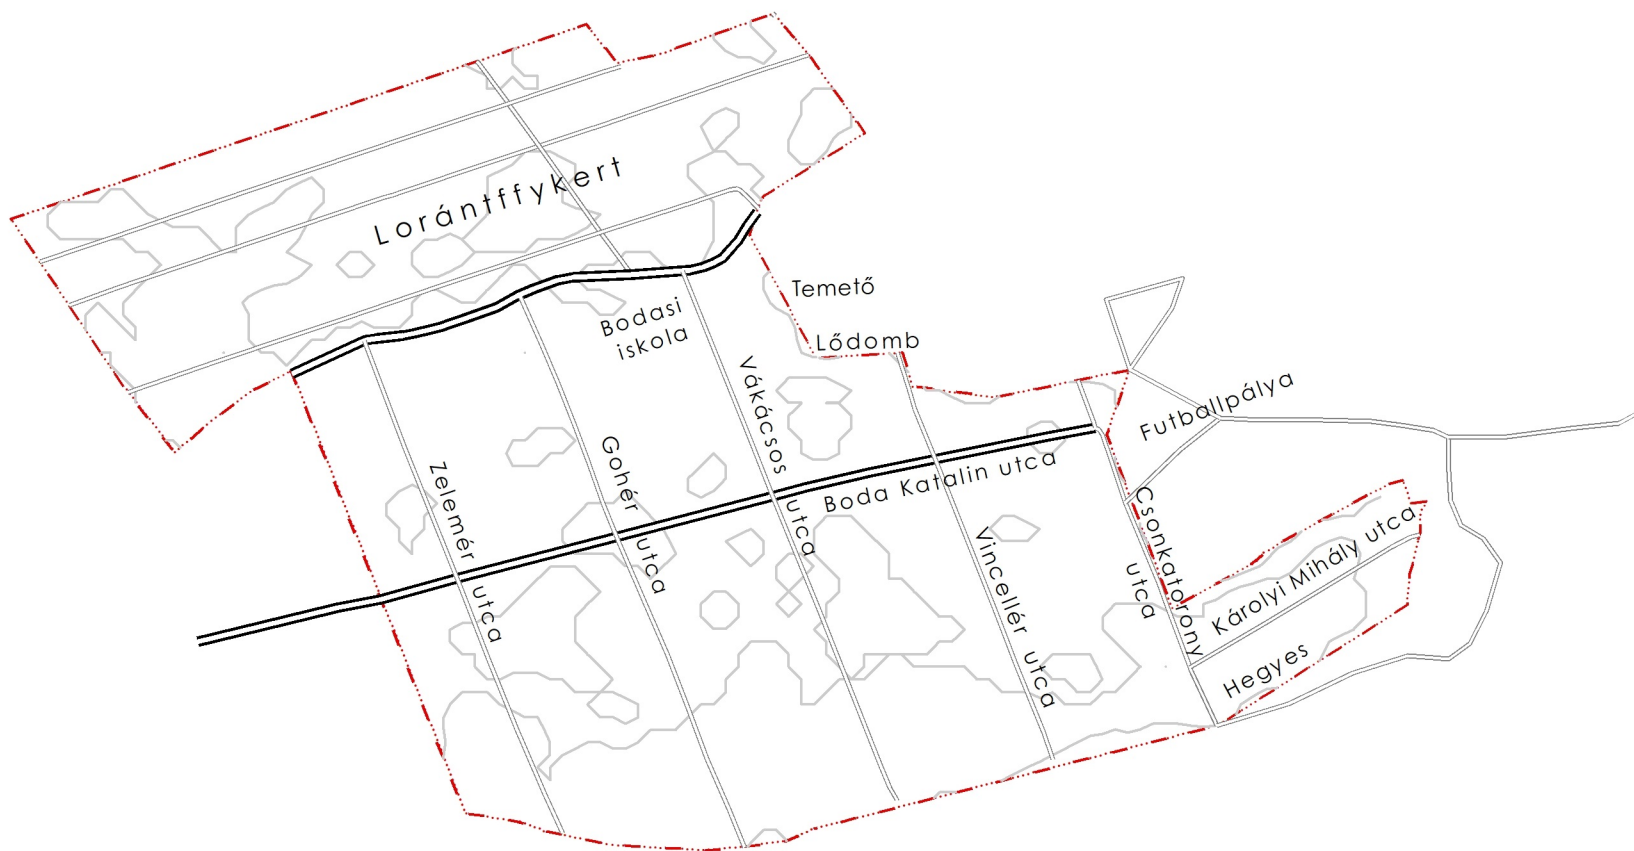 Lorántffykert
Temető
Bodasi
iskola
Lődomb
Vákácsos utca
Futballpálya
Boda Katalin utca
Gohér utca
Zelemér utca
Vincellér utca
Csonkatorony
utca
Károlyi Mihály utca
Hegyes